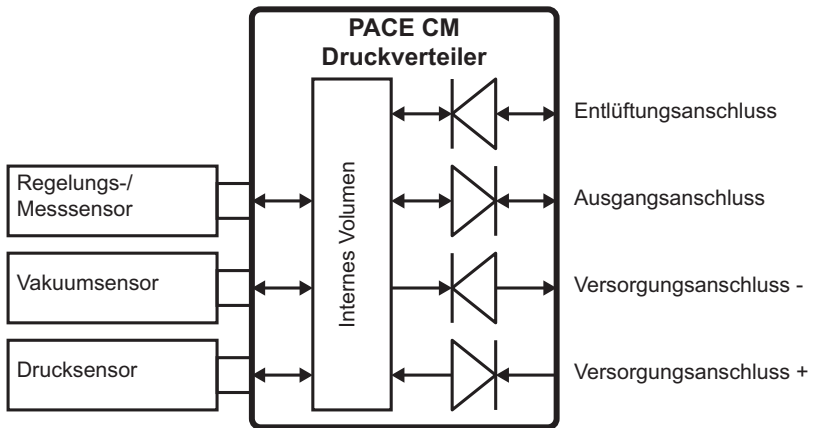 PACE CM
Druckverteiler
Entlüftungsanschluss
Regelungs-/
Messsensor
Internes Volumen
Ausgangsanschluss
Vakuumsensor
Versorgungsanschluss -
Drucksensor
Versorgungsanschluss +